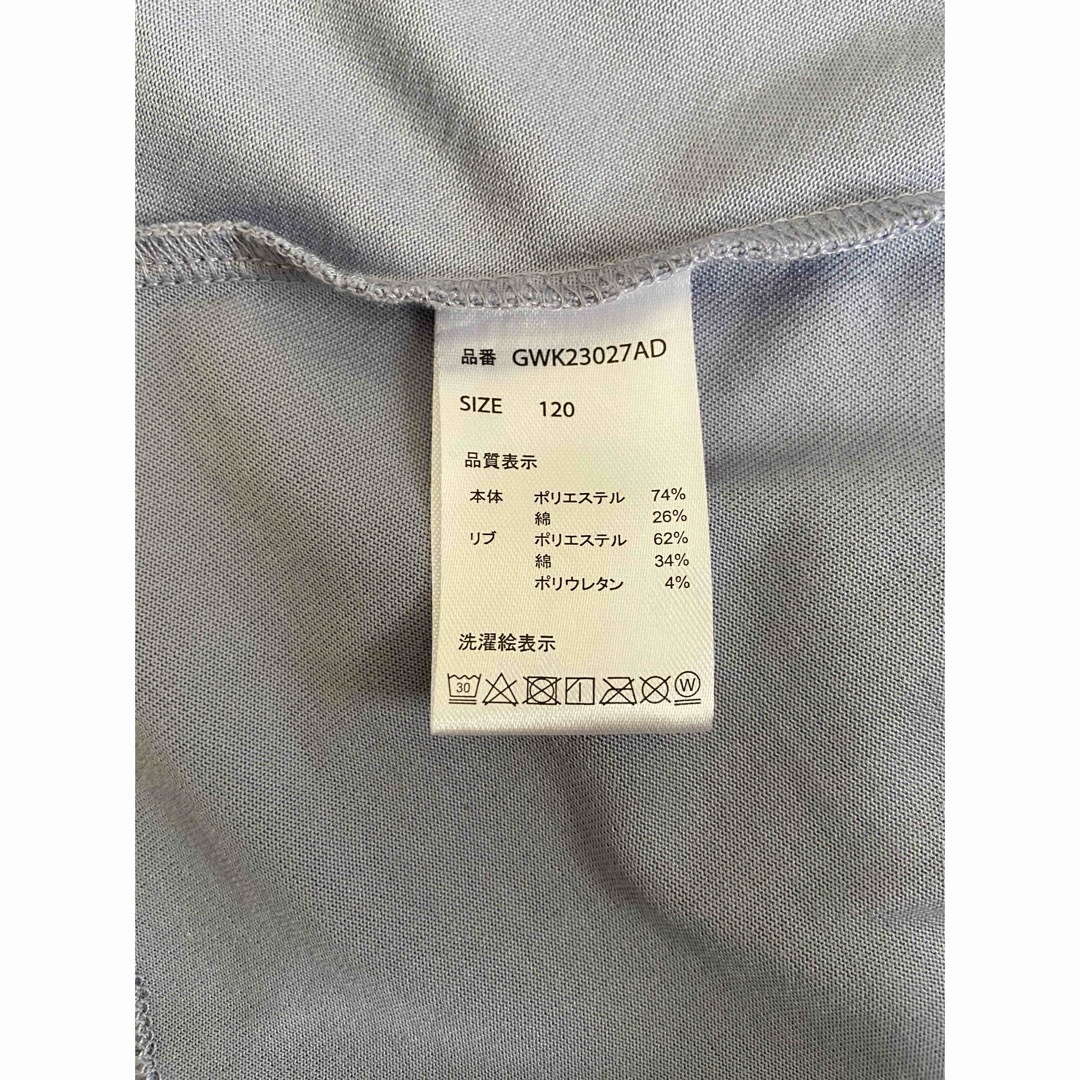 品番 GWK23027AD
SIZE 120
品質表示
本体 ポリエステル 74%
綿 26%
リブ ポリエステル 62%
綿 34%
ポリウレタン 4%
洗濯絵表示
30 W